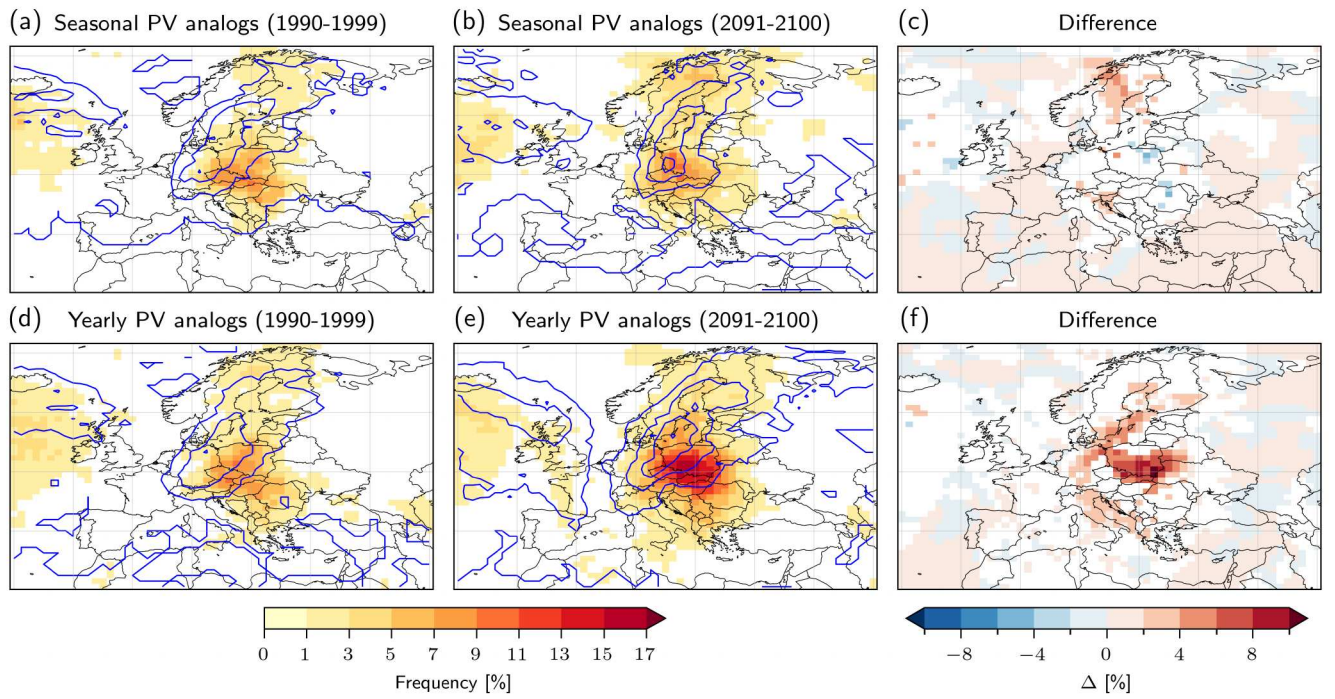 (a) Seasonal PV analogs (1990-1999)
(b) Seasonal PV analogs (2091-2100)
(c) Difference
(d) Yearly PV analogs (1990-1999)
(e) Yearly PV analogs (2091-2100)
(f) Difference
0 1 3 5 7 9 11 13 15 17
Frequency [%]
−8 −4 0 4 8
Δ [%]